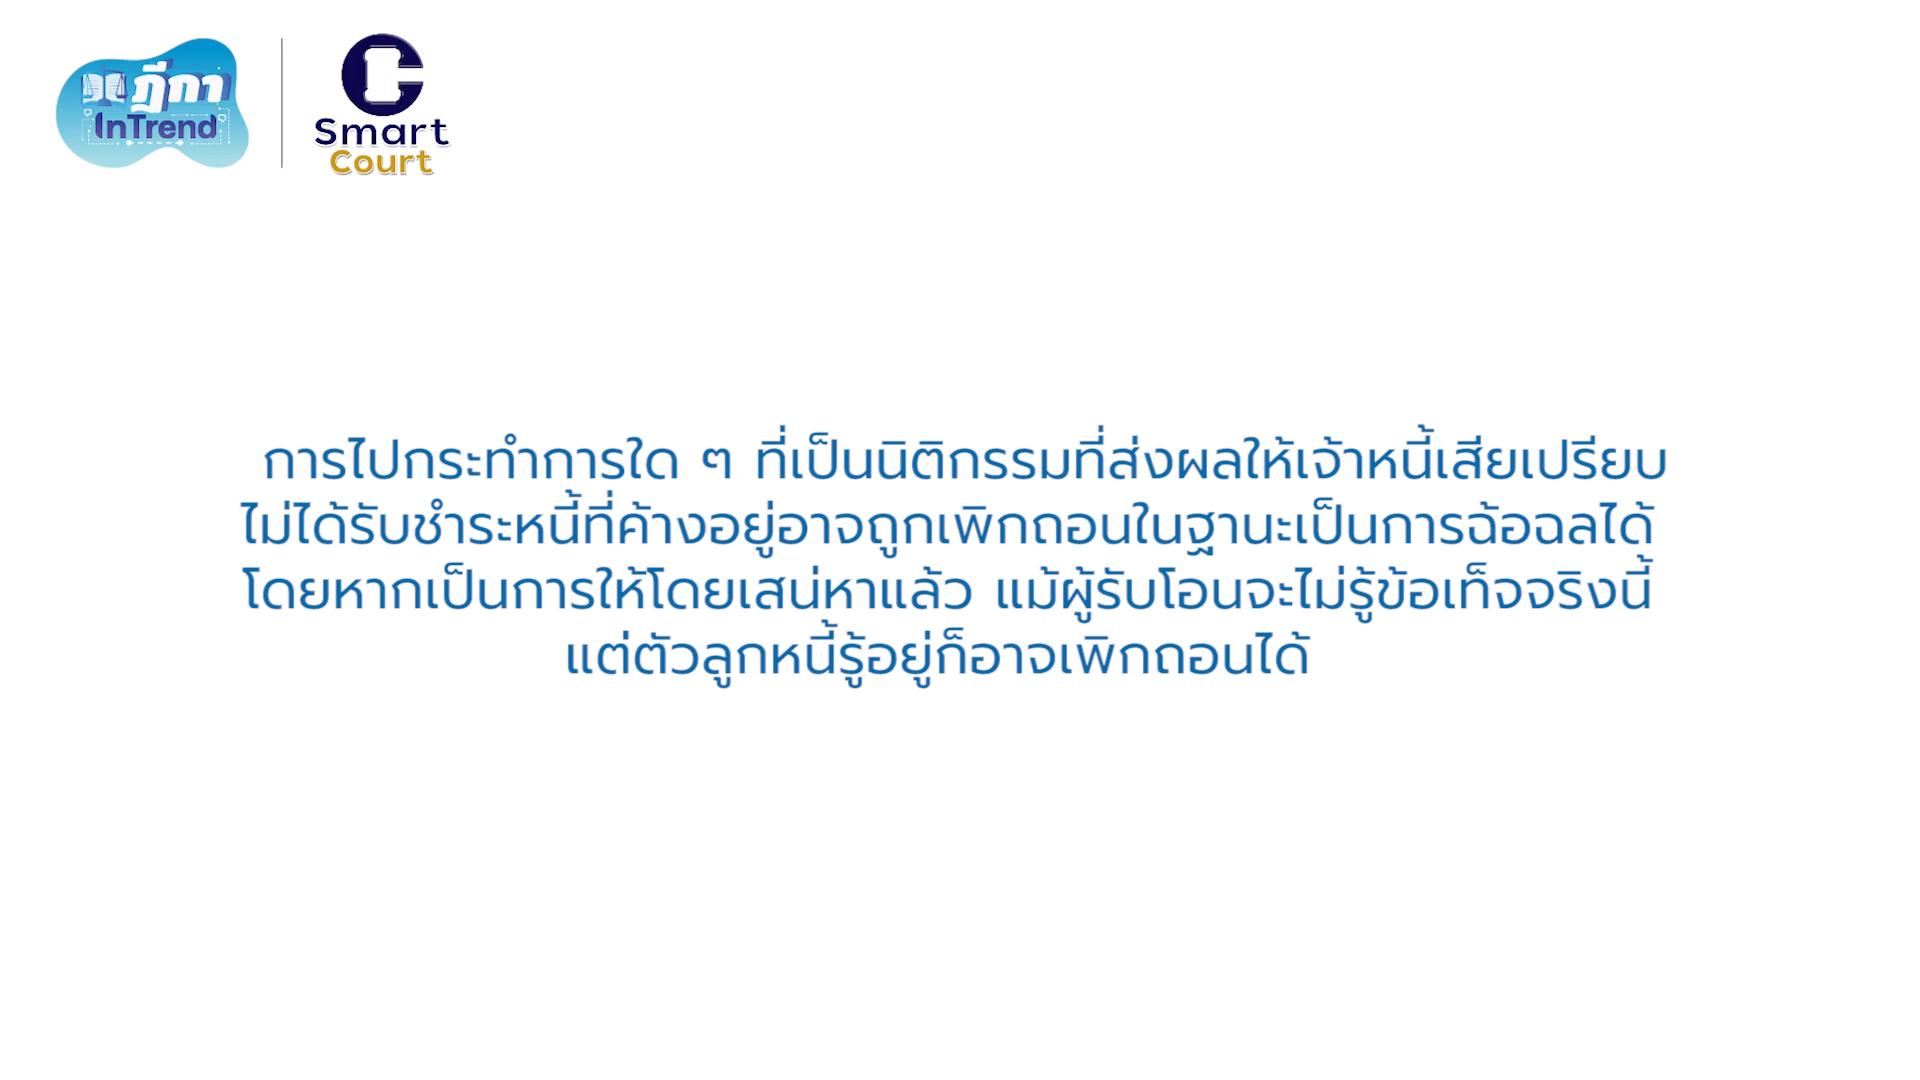 ฎีกา
InTrend
Smart
Court
การไปกระทำการใด ๆ ที่เป็นนิติกรรมที่ส่งผลให้เจ้าหนี้เสียเปรียบ
ไม่ได้รับชำระหนี้ที่ค้างอยู่อาจถูกเพิกถอนในฐานะเป็นการฉ้อฉลได้
โดยหากเป็นการให้โดยเสน่หาแล้ว แม้ผู้รับโอนจะไม่รู้ข้อเท็จจริงนี้
แต่ตัวลูกหนี้รู้อยู่ก็อาจเพิกถอนได้